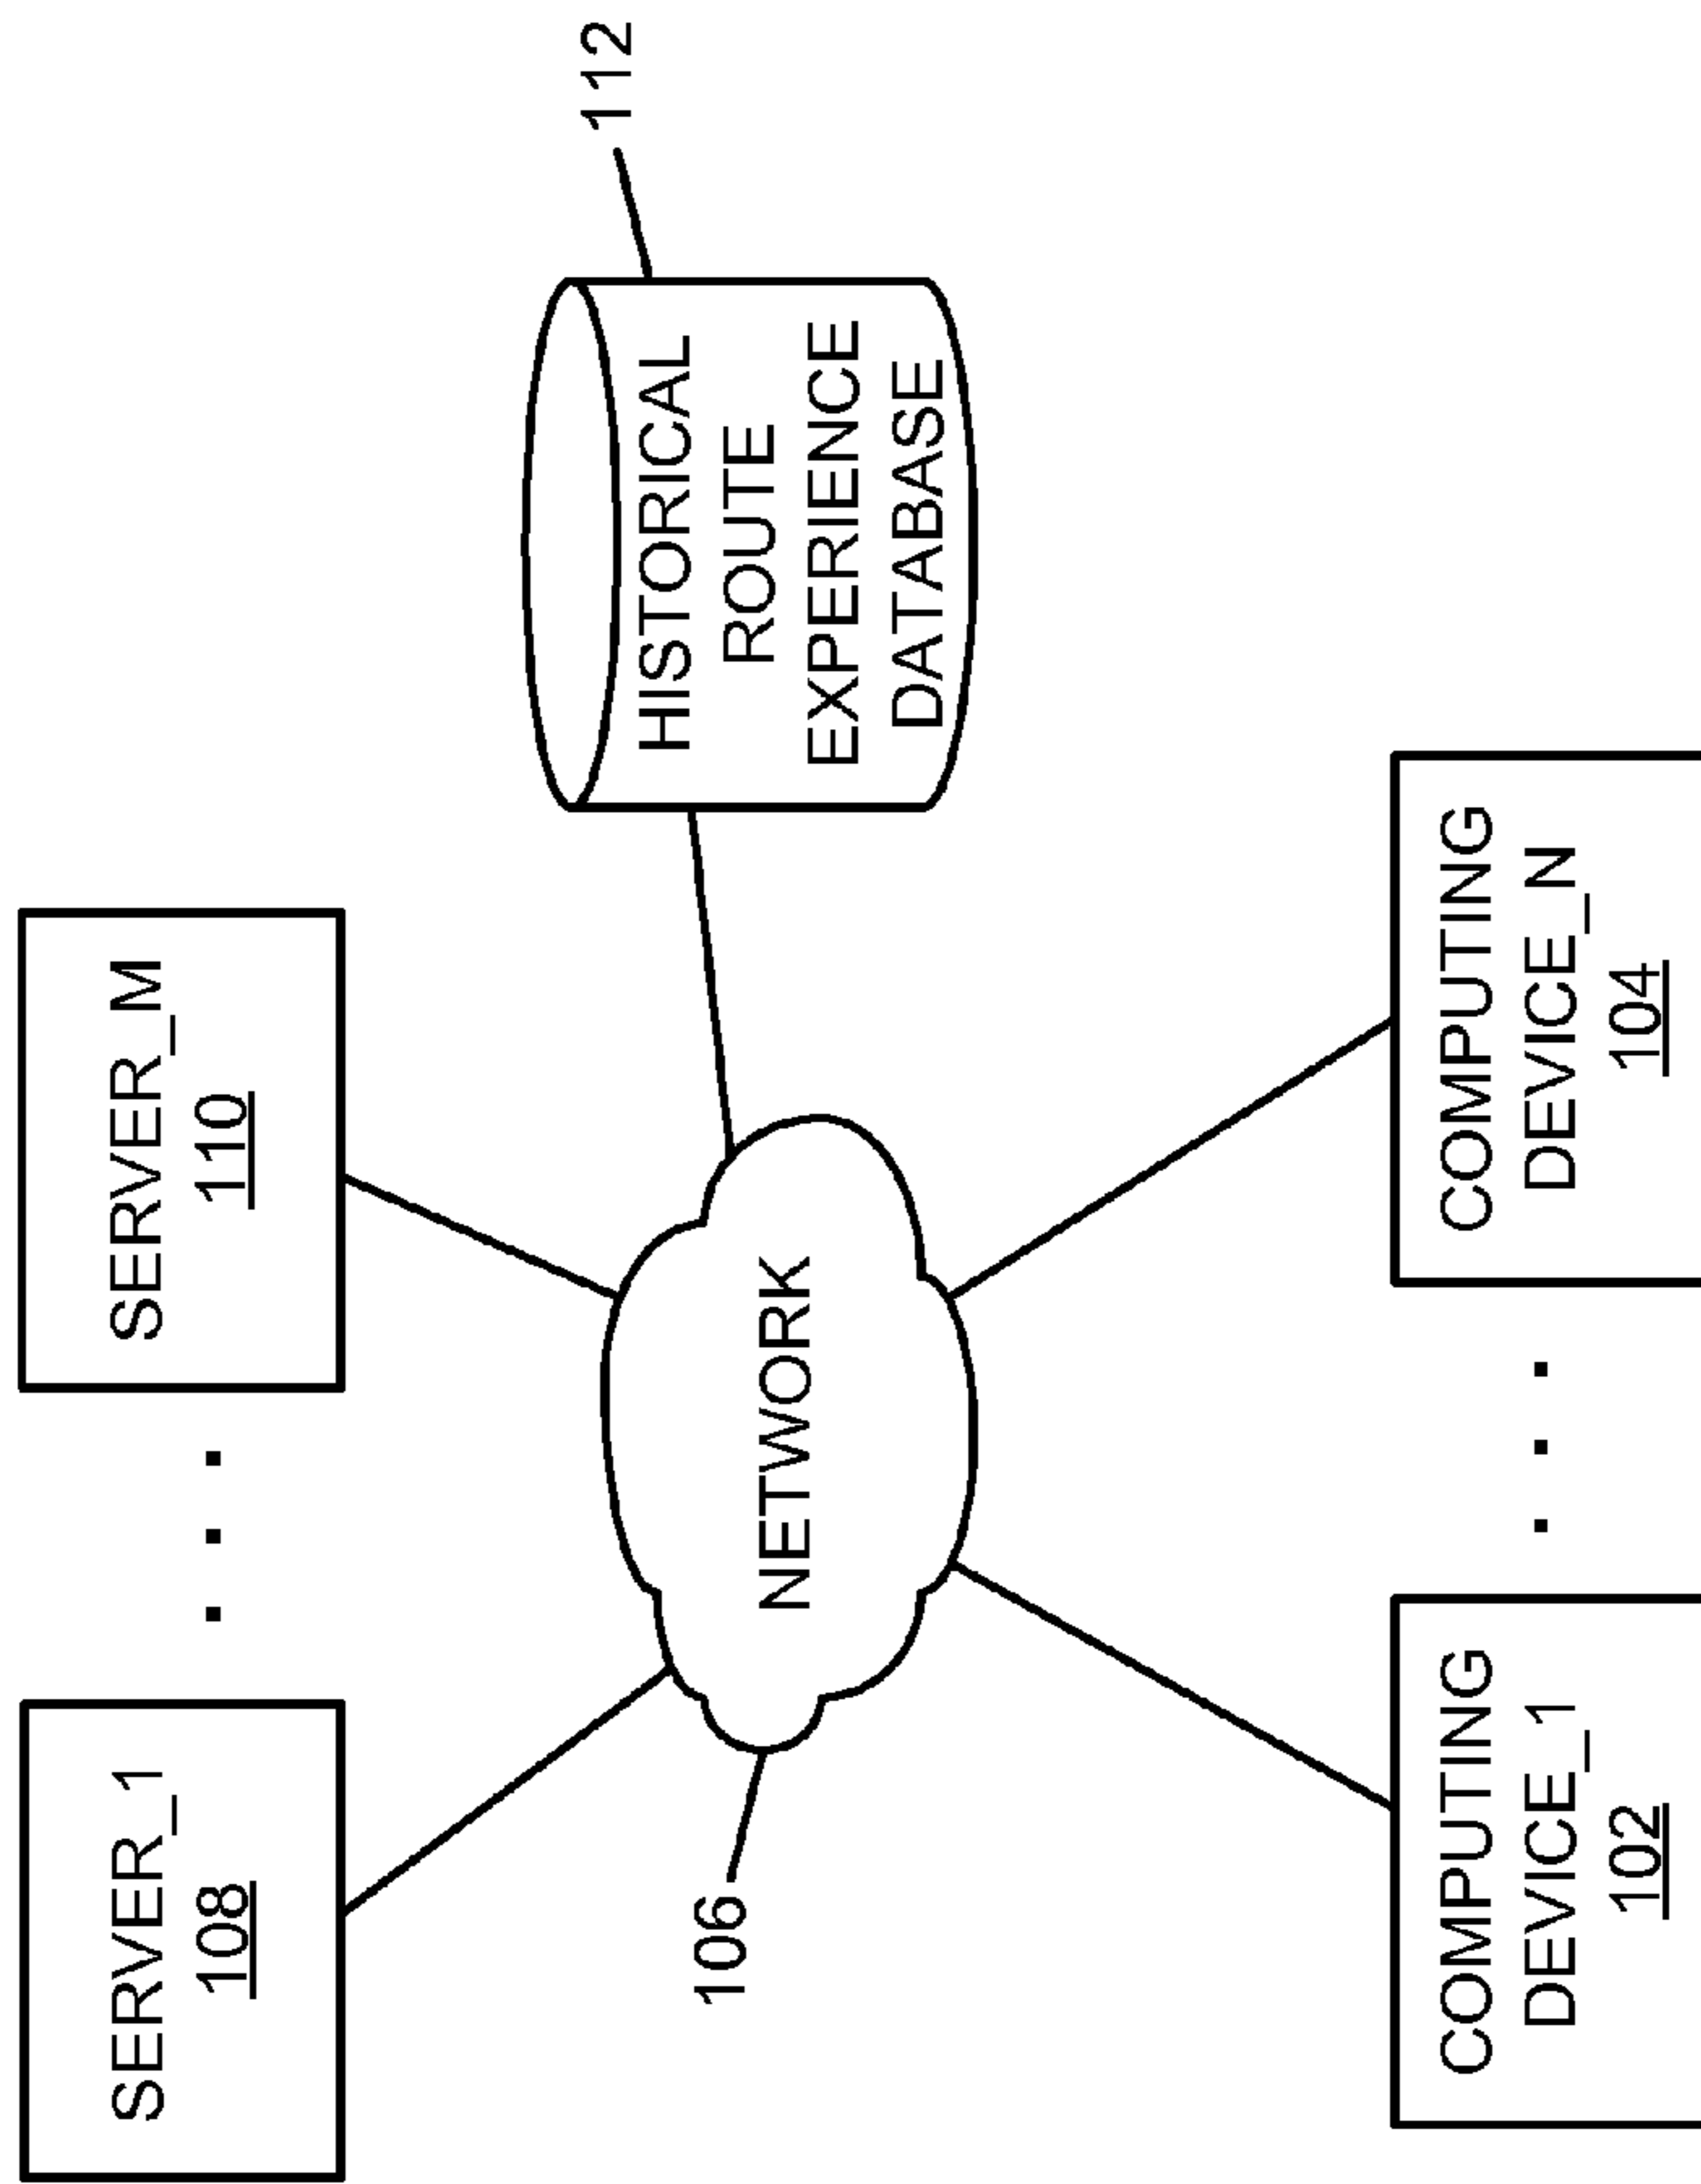 SERVER_1
108
. . .
SERVER_M
110
106
NETWORK
HISTORICAL
ROUTE
EXPERIENCE
DATABASE
112
COMPUTING
DEVICE_1
102
. . .
COMPUTING
DEVICE_N
104